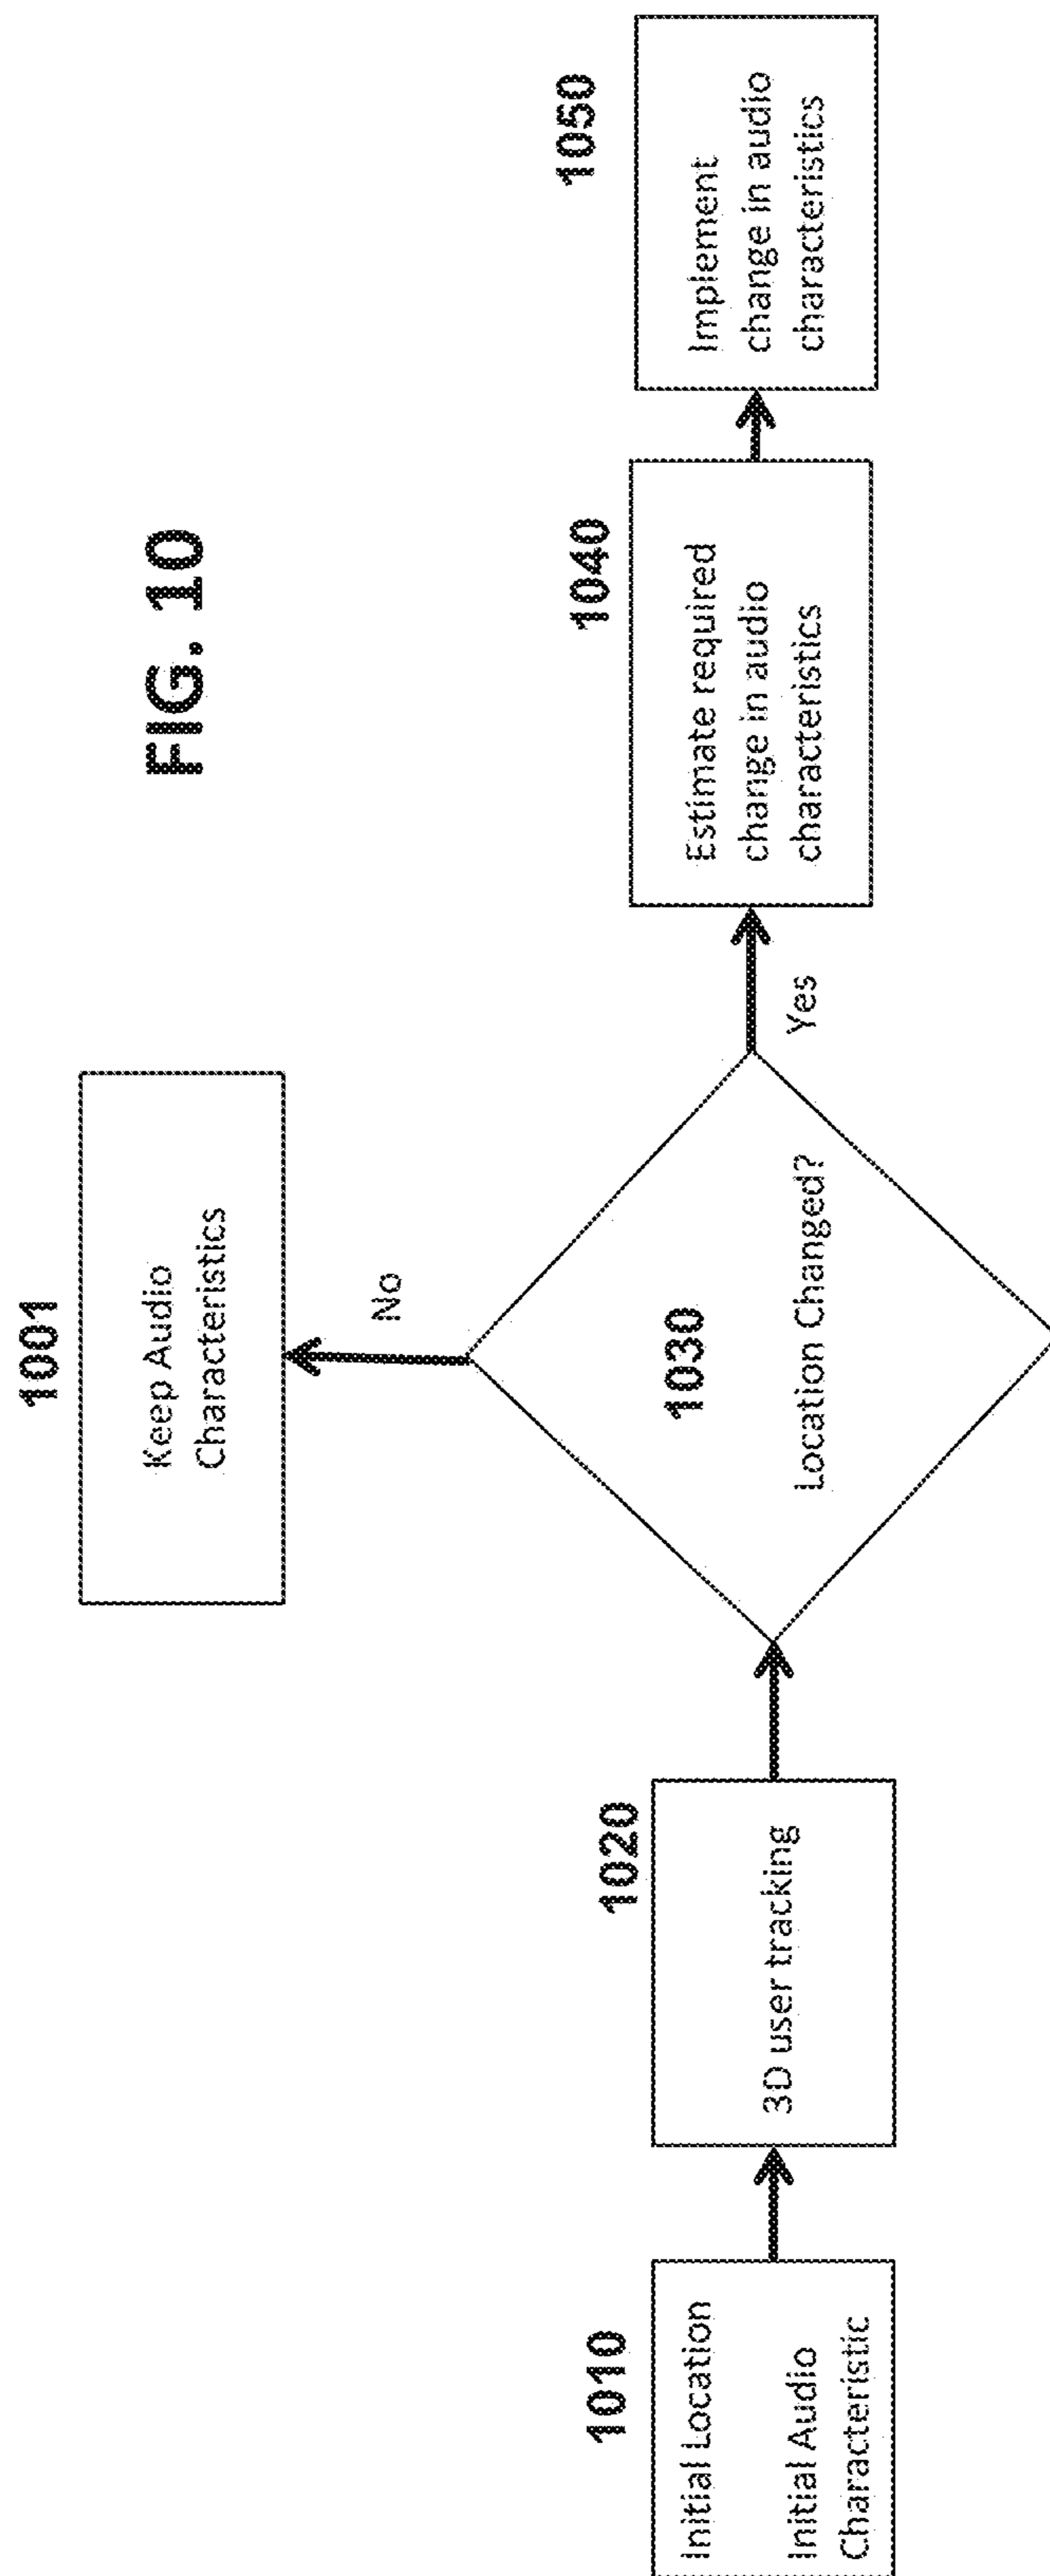 FIG. 10
1001
Keep Audio
Characteristics
No
1010
Initial Location
Initial Audio
Characteristic
1020
3D user tracking
1030
Location Changed?
Yes
1040
Estimate required
change in audio
characteristics
1050
Implement
change in audio
characteristics